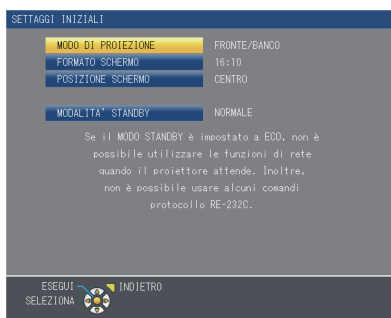 SETTAGGI INIZIALI
MODO DI PROIEZIONE FRONTE/BANCO
FORMATO SCHERMO 16:10
POSIZIONE SCHERMO CENTRO
MODALITA' STANDBY NORMALE
Se il MODO STANDBY è impostato a ECO, non è
possibile utilizzare le funzioni di rete
quando il proiettore attende. Inoltre,
non è possibile usare alcuni comandi
protocollo RE-232C.
ESEGUI INDIETRO
SELEZIONA